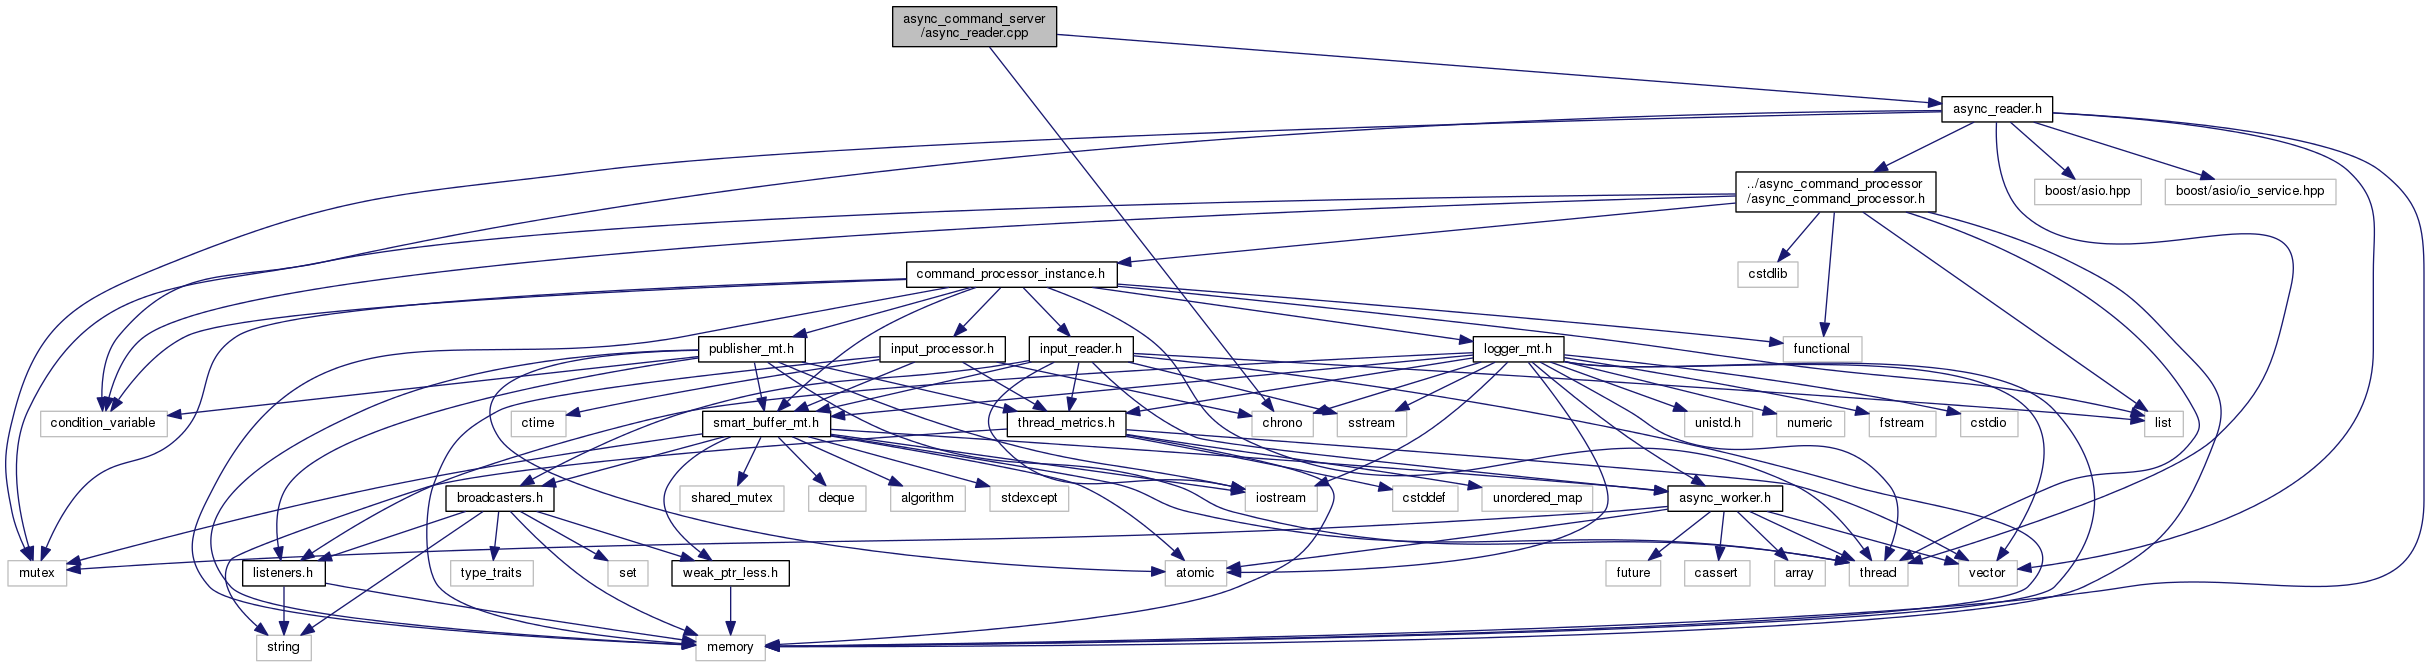 async_command_server
/async_reader.cpp
async_reader.h
../async_command_processor
/async_command_processor.h
boost/asio.hpp
boost/asio/io_service.hpp
command_processor_instance.h
cstdlib
publisher_mt.h
input_processor.h
input_reader.h
logger_mt.h
functional
condition_variable
ctime
smart_buffer_mt.h
thread_metrics.h
chrono
sstream
unistd.h
numeric
fstream
cstdio
list
broadcasters.h
shared_mutex
deque
algorithm
stdexcept
iostream
cstddef
unordered_map
async_worker.h
mutex
listeners.h
type_traits
set
weak_ptr_less.h
atomic
future
cassert
array
thread
vector
string
memory